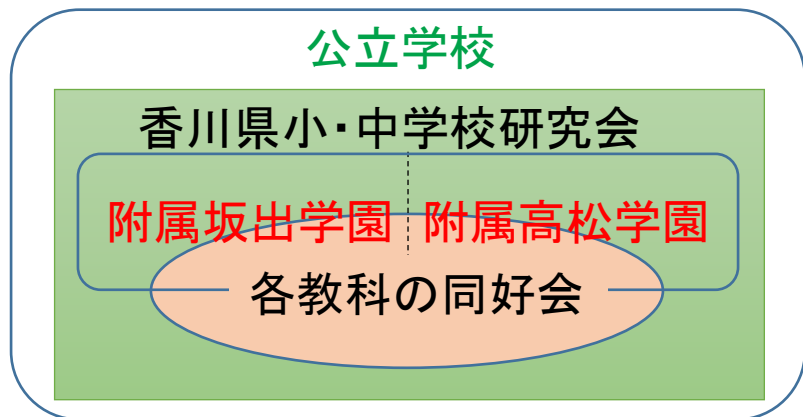 公立学校
香川県小・中学校研究会
附属坂出学園 附属高松学園
各教科の同好会